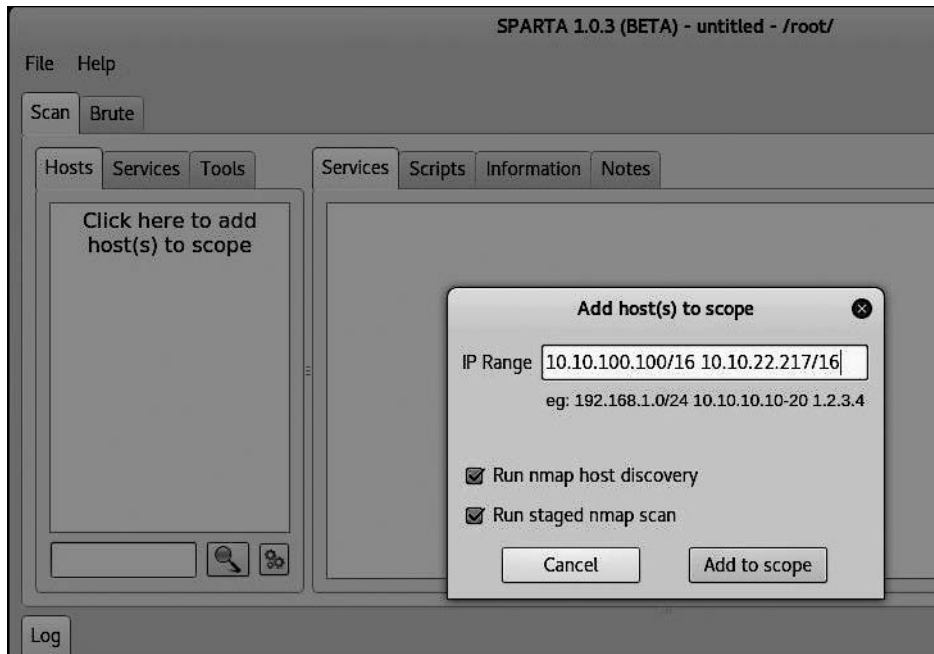 SPARTA 1.0.3 (BETA) - untitled - /root/
File Help
Scan Brute
Hosts Services Tools
Services Scripts Information Notes
Click here to add
host(s) to scope
Add host(s) to scope
IP Range 10.10.100.100/16 10.10.22.217/16
eg: 192.168.1.0/24 10.10.10.10-20 1.2.3.4
Run nmap host discovery
Run staged nmap scan
Cancel Add to scope
Log